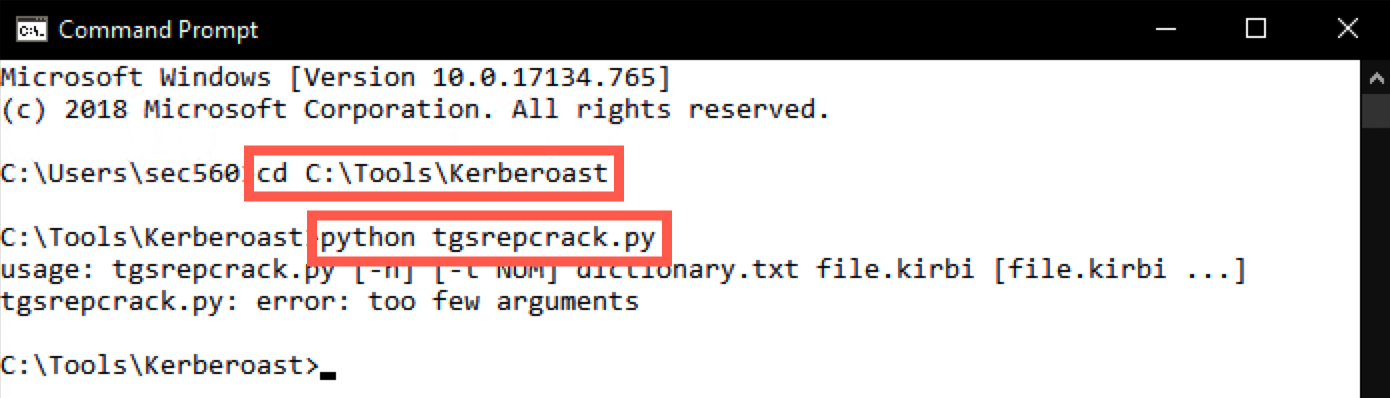 Command Prompt
Microsoft Windows [Version 10.0.17134.765]
(c) 2018 Microsoft Corporation. All rights reserved.
C:\Users\sec560>cd C:\Tools\Kerberoast
C:\Tools\Kerberoast>python tgsrepcrack.py
usage: tgsrepcrack.py [-h] [-t NUM] dictionary.txt file.kirbi [file.kirbi ...]
tgsrepcrack.py: error: too few arguments
C:\Tools\Kerberoast>